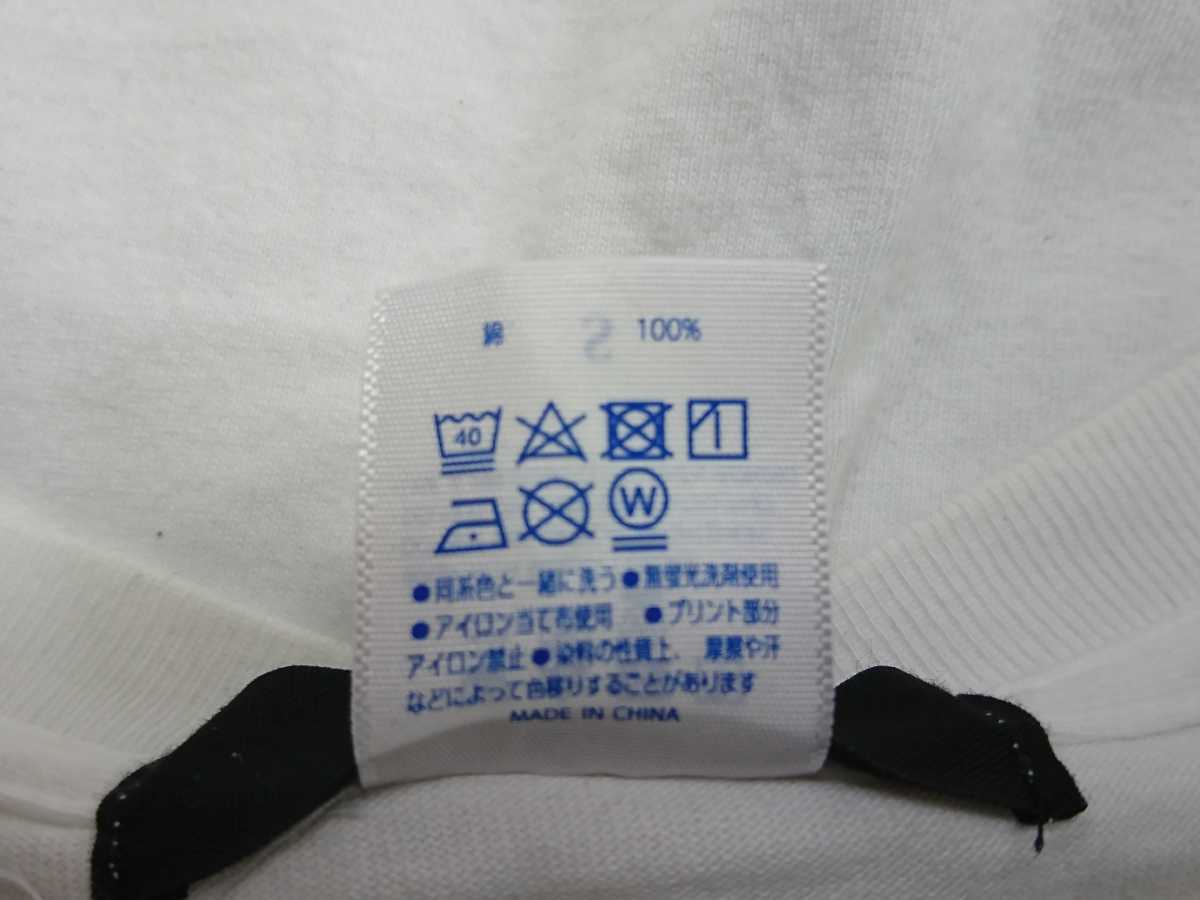 綿 100%
40
W
●同系色と一緒に洗う●無蛍光洗剤使用
●アイロン当て布使用 ●プリント部分
アイロン禁止●染料の性質上、摩擦や汗
などによって色移りすることがあります
MADE IN CHINA